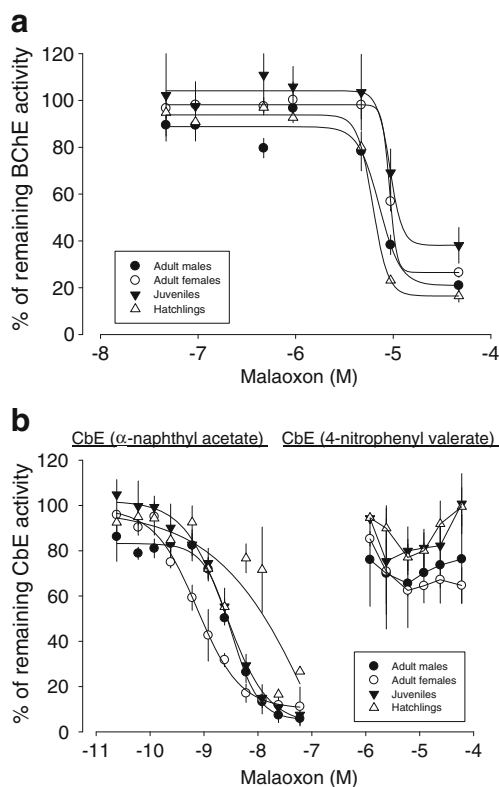 a
% of remaining BChE activity
120
100
80
60
40
20
0
Adult males
Adult females
Juveniles
Hatchlings
-8 -7 -6 -5 -4
Malaoxon (M)
b
CbE (α-naphthyl acetate) CbE (4-nitrophenyl valerate)
% of remaining CbE activity
120
100
80
60
40
20
0
Adult males
Adult females
Juveniles
Hatchlings
-11 -10 -9 -8 -7 -6 -5 -4
Malaoxon (M)